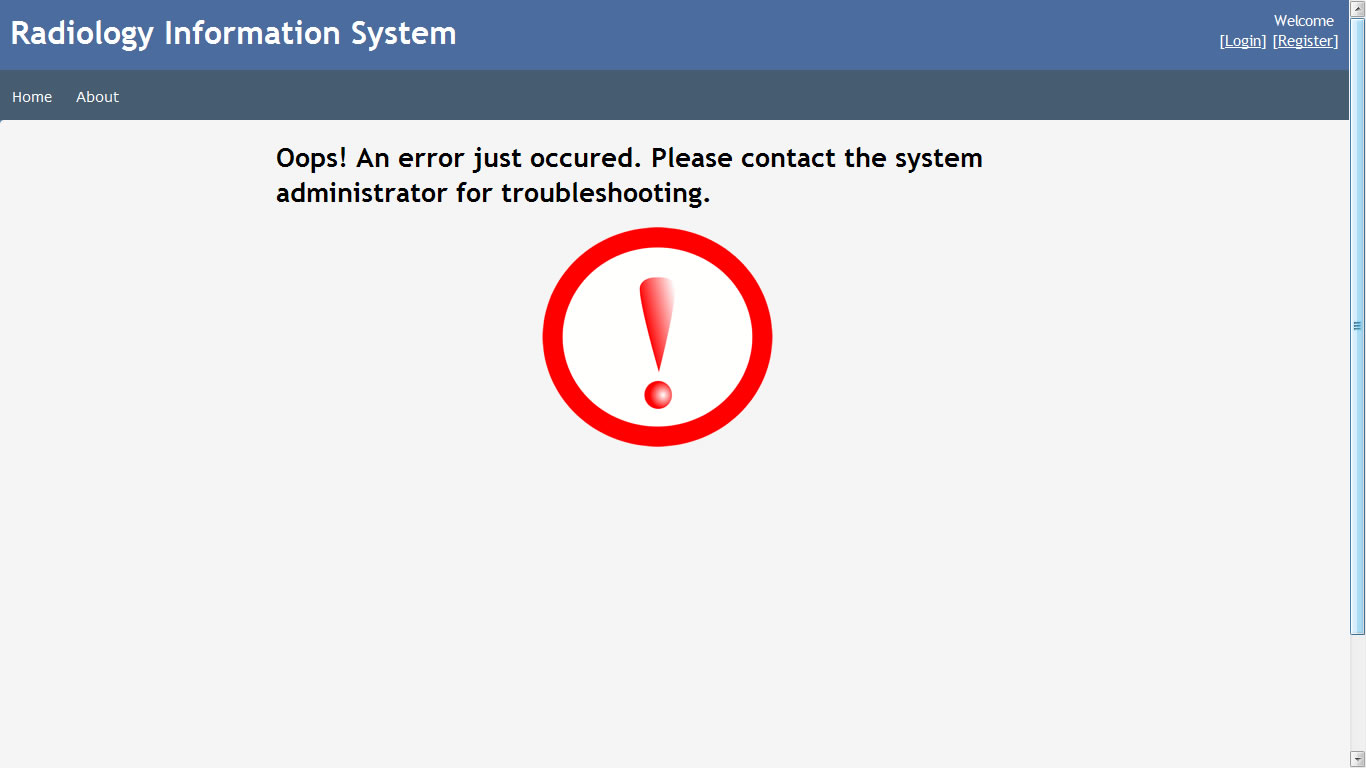 Radiology Information System
Welcome
[Login] [Register]
Home About
Oops! An error just occured. Please contact the system
administrator for troubleshooting.